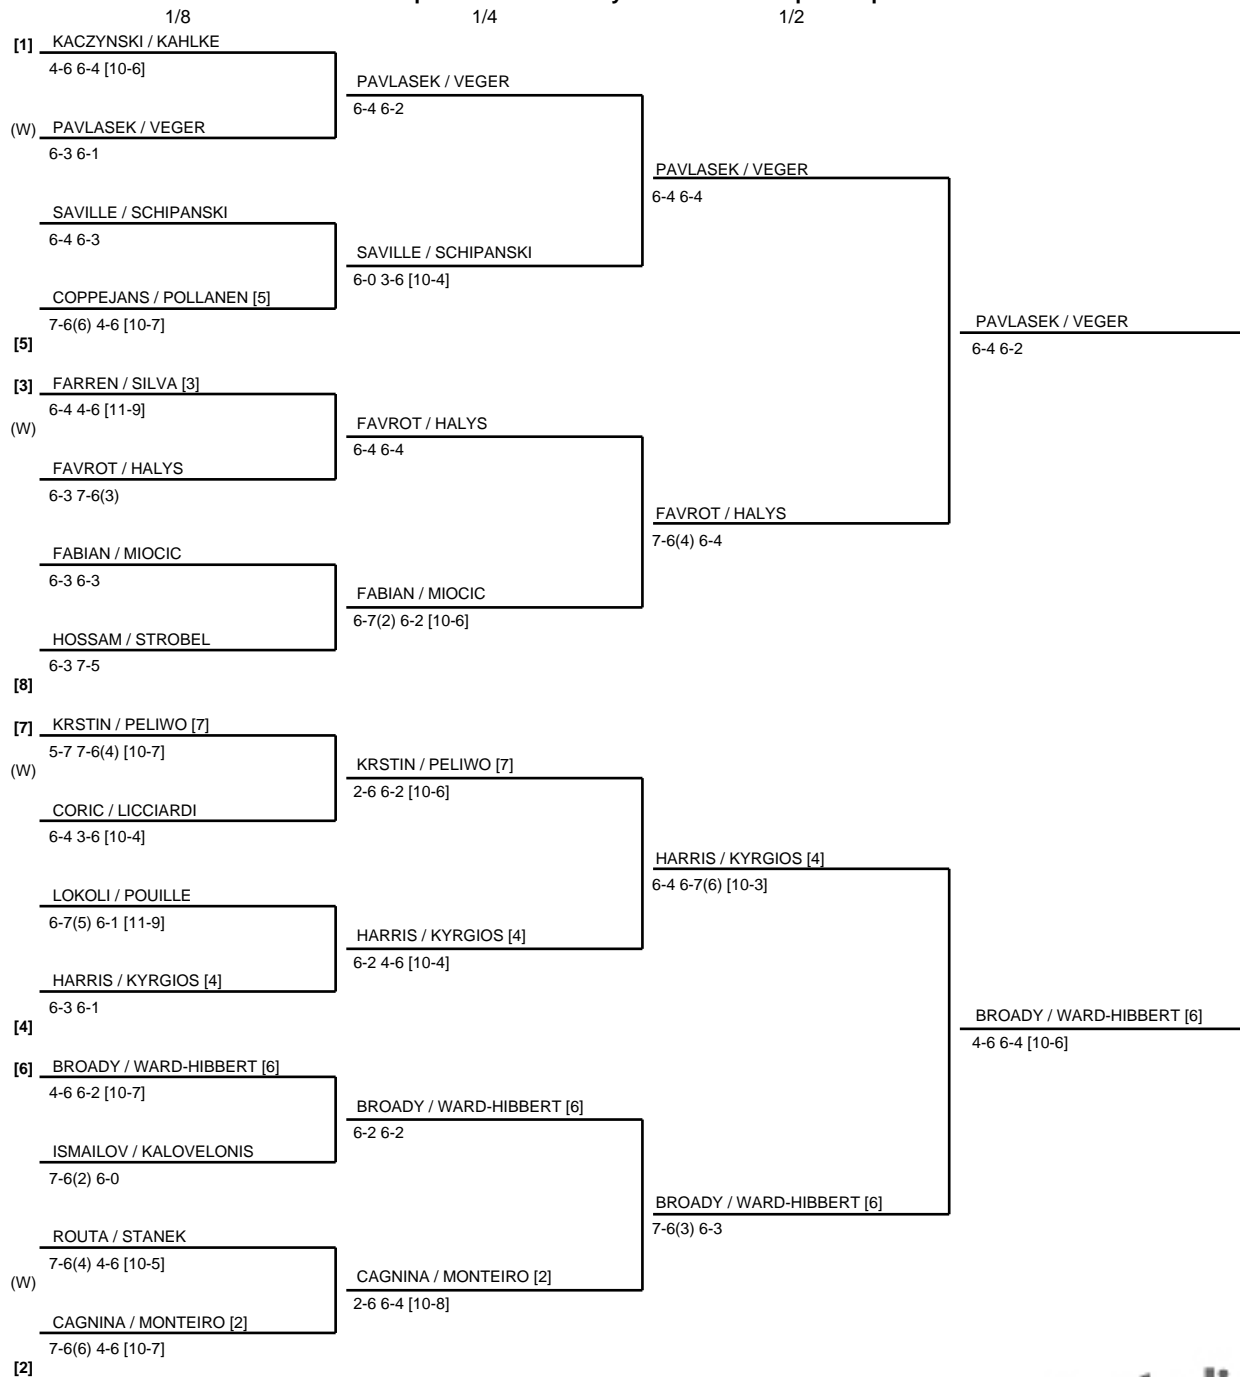 1/8
1/4
1/2
[1] KACZYNSKI / KAHLKE
4-6 6-4 [10-6]
PAVLASEK / VEGER
6-4 6-2
(W) PAVLASEK / VEGER
6-3 6-1
PAVLASEK / VEGER
6-4 6-4
SAVILLE / SCHIPANSKI
6-4 6-3
SAVILLE / SCHIPANSKI
6-0 3-6 [10-4]
COPPEJANS / POLLANEN [5]
7-6(6) 4-6 [10-7]
[5]
PAVLASEK / VEGER
6-4 6-2
[3] FARREN / SILVA [3]
6-4 4-6 [11-9]
(W)
FAVROT / HALYS
6-4 6-4
FAVROT / HALYS
6-3 7-6(3)
FAVROT / HALYS
7-6(4) 6-4
FABIAN / MIOCIC
6-3 6-3
FABIAN / MIOCIC
6-7(2) 6-2 [10-6]
HOSSAM / STROBEL
6-3 7-5
[8]
[7] KRSTIN / PELIWO [7]
5-7 7-6(4) [10-7]
(W)
KRSTIN / PELIWO [7]
2-6 6-2 [10-6]
CORIC / LICCIARDI
6-4 3-6 [10-4]
HARRIS / KYRGIOS [4]
6-4 6-7(6) [10-3]
LOKOLI / POUILLE
6-7(5) 6-1 [11-9]
HARRIS / KYRGIOS [4]
6-2 4-6 [10-4]
HARRIS / KYRGIOS [4]
6-3 6-1
[4]
BROADY / WARD-HIBBERT [6]
4-6 6-4 [10-6]
[6] BROADY / WARD-HIBBERT [6]
4-6 6-2 [10-7]
BROADY / WARD-HIBBERT [6]
6-2 6-2
ISMAILOV / KALOVELONIS
7-6(2) 6-0
BROADY / WARD-HIBBERT [6]
7-6(3) 6-3
ROUTA / STANEK
7-6(4) 4-6 [10-5]
(W)
CAGNINA / MONTEIRO [2]
2-6 6-4 [10-8]
CAGNINA / MONTEIRO [2]
7-6(6) 4-6 [10-7]
[2]